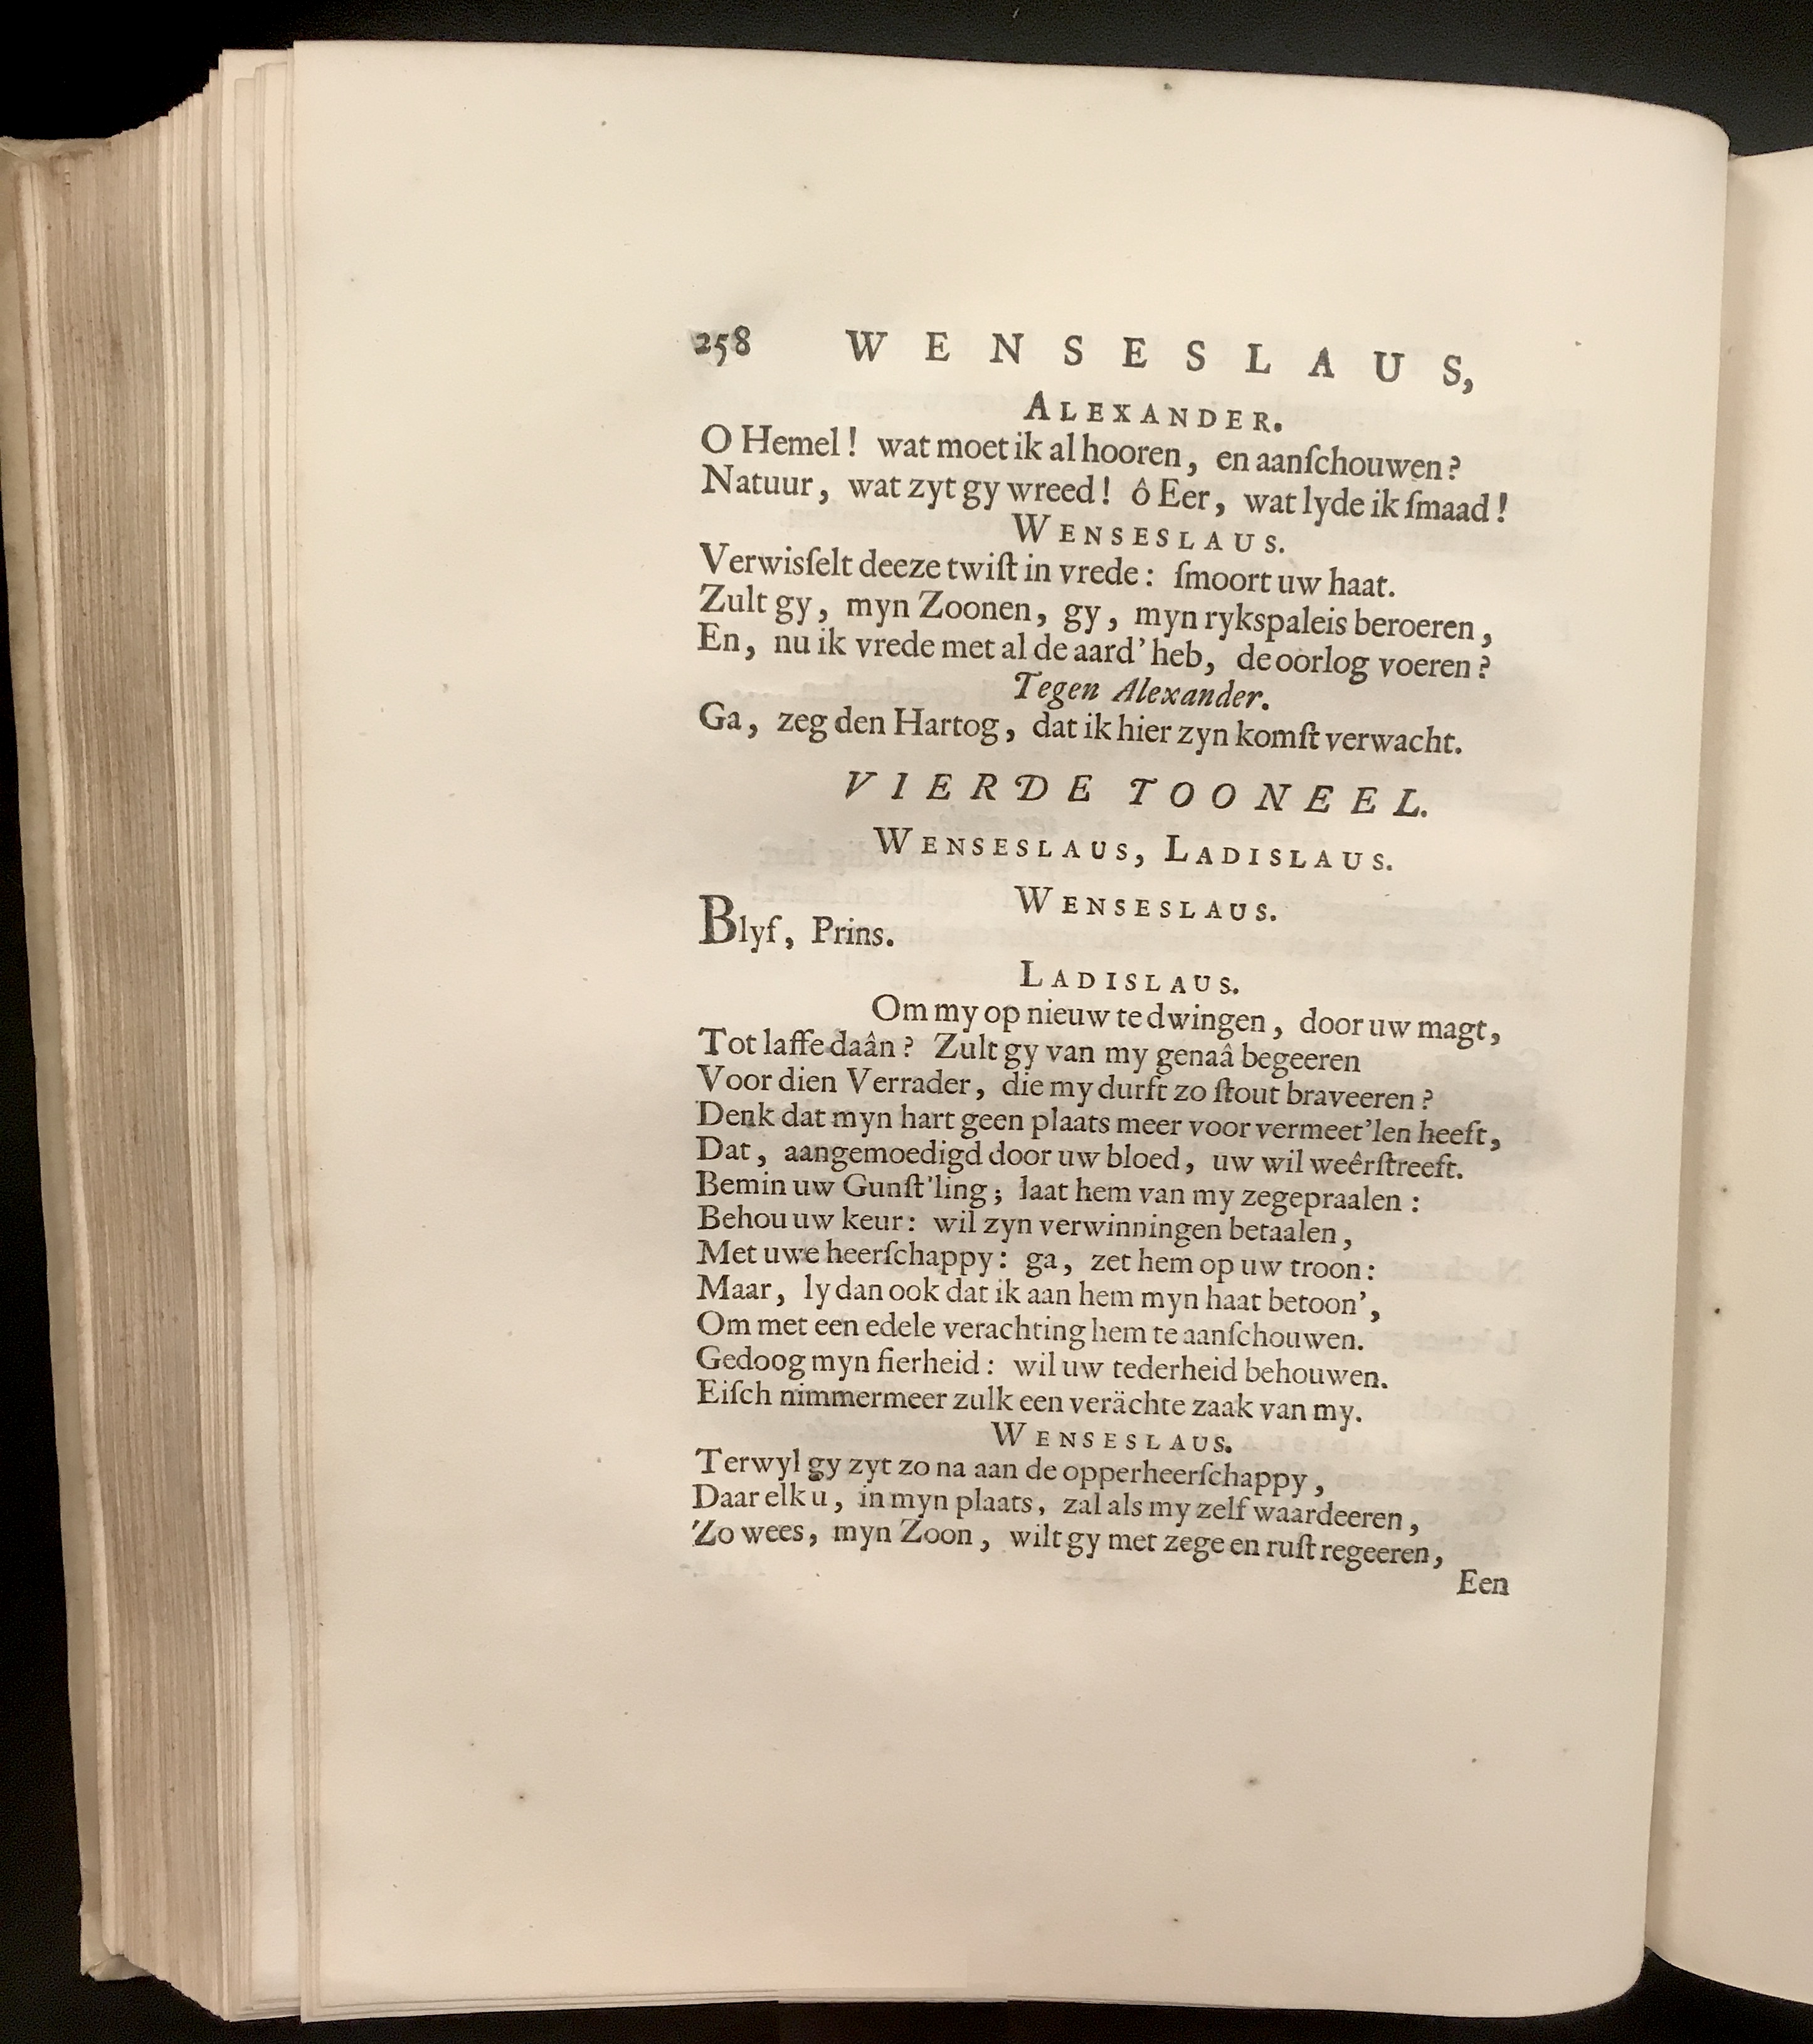 258 WENSESLAUS,
ALEXANDER.
O Hemel! wat moet ik al hooren, en aanſchouwen?
Natuur, wat zyt gy wreed! ô Eer, wat lyde ik ſmaad!
WENSESLAUS.
Verwisſelt deeze twiſt in vrede: ſmoort uw haat.
Zult gy, myn Zoonen, gy, myn rykspaleis beroeren,
En, nu ik vrede met al de aard' heb, de oorlog voeren?
Tegen Alexander.
Ga, zeg den Hartog, dat ik hier zyn komſt verwacht.
VIERDE TOONEEL.
WENSESLAUS, LADISLAUS.
WENSESLAUS.
Blyf, Prins.
LADISLAUS.
Om my op nieuw te dwingen, door uw magt,
Tot laffe daân? Zult gy van my genaâ begeeren
Voor dien Verrader, die my durft zo ſtout braveeren?
Denk dat myn hart geen plaats meer voor vermeet'len heeft,
Dat, aangemoedigd door uw bloed, uw wil weêrſtreeft.
Bemin uw Gunſt'ling; laat hem van my zegepraalen:
Behou uw keur: wil zyn verwinningen betaalen,
Met uwe heerſchappy: ga, zet hem op uw troon:
Maar, ly dan ook dat ik aan hem myn haat betoon',
Om met een edele verachting hem te aanſchouwen.
Gedoog myn fierheid: wil uw tederheid behouwen.
Eiſch nimmermeer zulk een verächte zaak van my.
WENSESLAUS.
Terwyl gy zyt zo na aan de opperheerſchappy,
Daar elk u, in myn plaats, zal als my zelf waardeeren,
Zo wees, myn Zoon, wilt gy met zege en ruſt regeeren,
Een